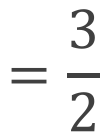 = 3/2